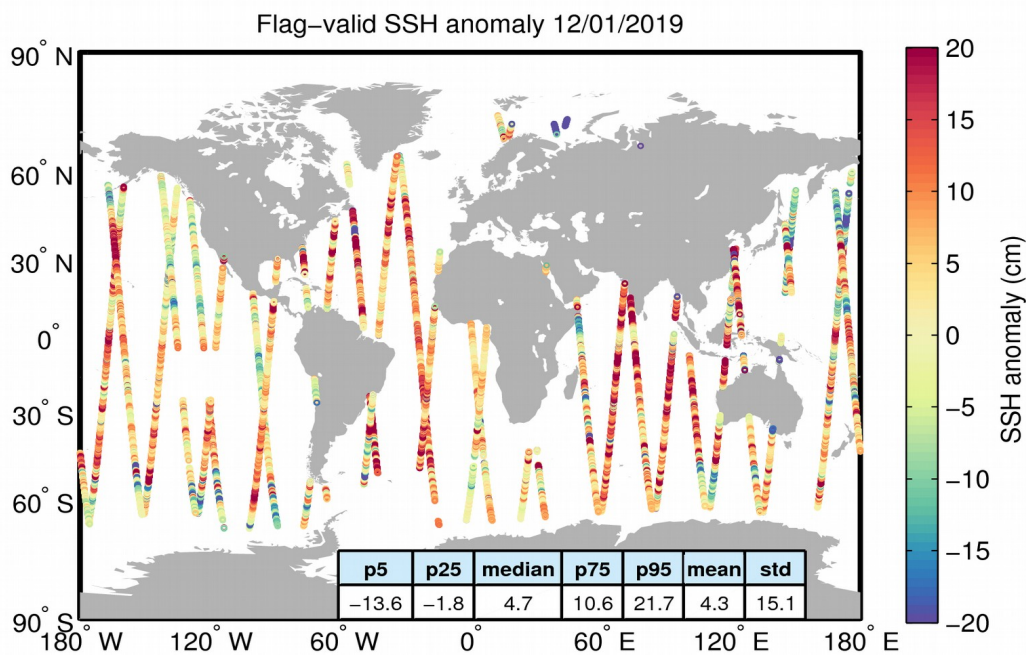 Flag−valid SSH anomaly 12/01/2019
90° N
60° N
30° N
0°
30° S
60° S
90° S
180° W
120° W
60° W
0°
60° E
120° E
180° E
p5 p25 median p75 p95 mean std
−13.6 −1.8 4.7 10.6 21.7 4.3 15.1
20
15
10
5
0
−5
−10
−15
−20
SSH anomaly (cm)